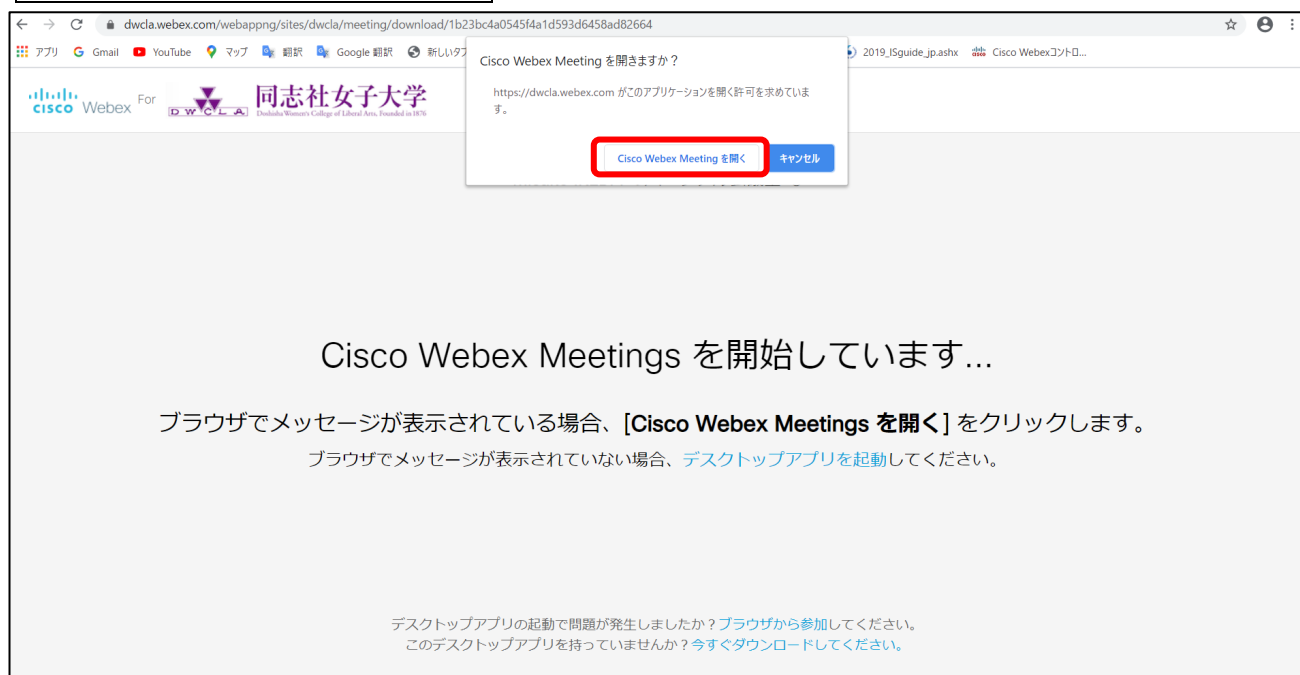 dwcla.webex.com/webappng/sites/dwcla/meeting/download/1b23bc4a0545f4a1d593d6458ad82664
アプリ Gmail YouTube マップ 翻訳 Google 翻訳 新しいタブ 2019_ISguide_jp.ashx Cisco Webexコントロ...
Cisco Webex Meeting を開きますか？
https://dwcla.webex.com がこのアプリケーションを開く許可を求めていま
す。
Cisco Webex Meeting を開く キャンセル
cisco Webex For DWCLA 同志社女子大学
Doshisha Women's College of Liberal Arts, Founded in 1876
Cisco Webex Meetings を開始しています...
ブラウザでメッセージが表示されている場合、[Cisco Webex Meetings を開く] をクリックします。
ブラウザでメッセージが表示されていない場合、デスクトップアプリを起動してください。
デスクトップアプリの起動で問題が発生しましたか？ブラウザから参加してください。
このデスクトップアプリを持っていませんか？今すぐダウンロードしてください。